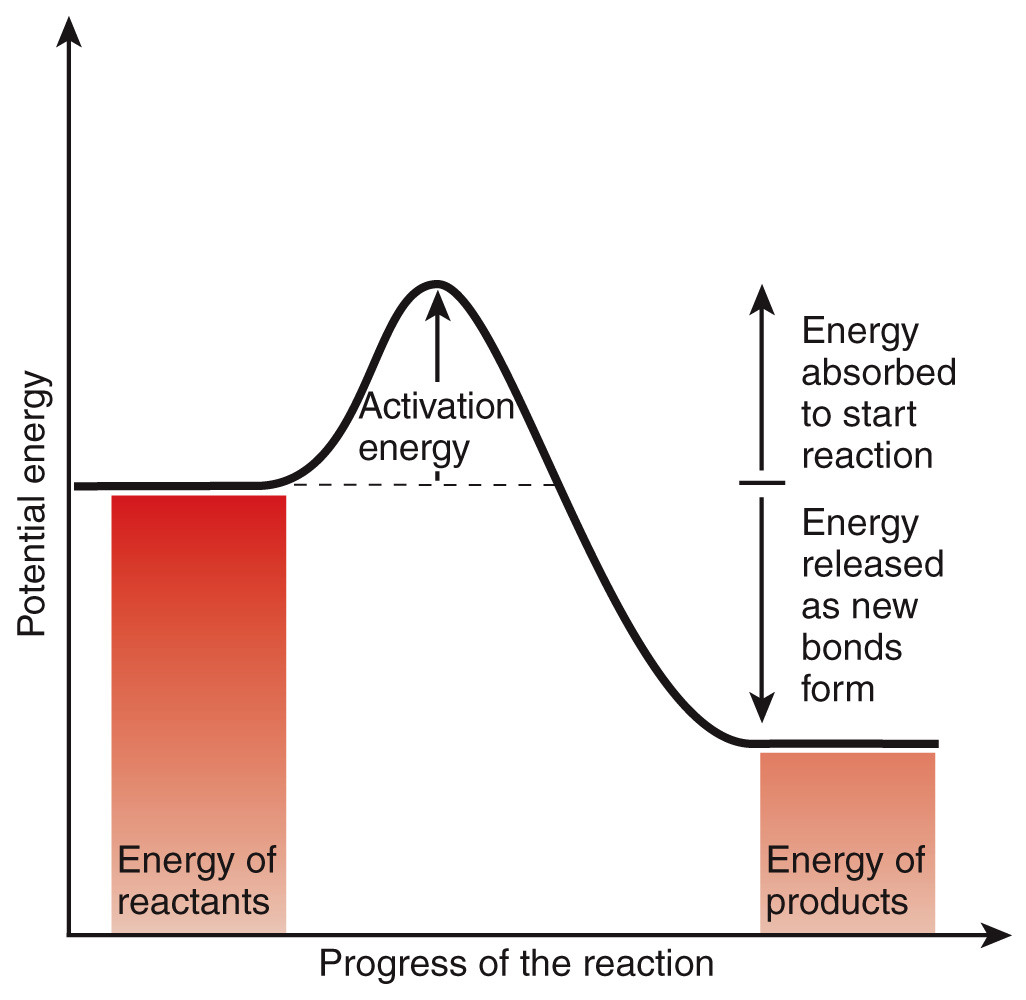 Potential energy
Activation
energy
Energy
absorbed
to start
reaction
Energy
released
as new
bonds
form
Energy of
reactants
Energy of
products
Progress of the reaction